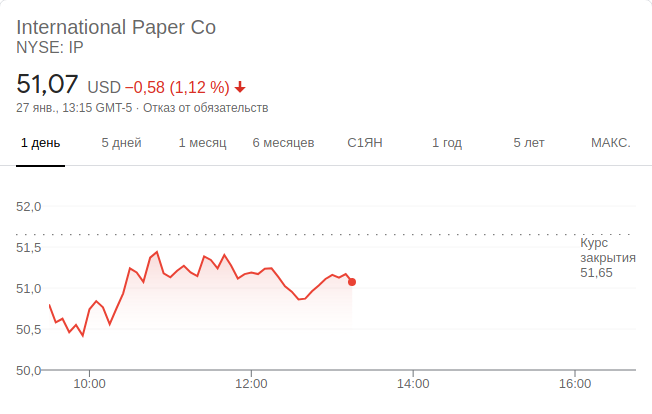 International Paper Co
NYSE: IP
51,07 USD −0,58 (1,12 %)
27 янв., 13:15 GMT-5 · Отказ от обязательств
1 день 5 дней 1 месяц 6 месяцев С1ЯН 1 год 5 лет МАКС.
52,0
51,5
51,0
50,5
50,0
Курс
закрытия
51,65
10:00 12:00 14:00 16:00